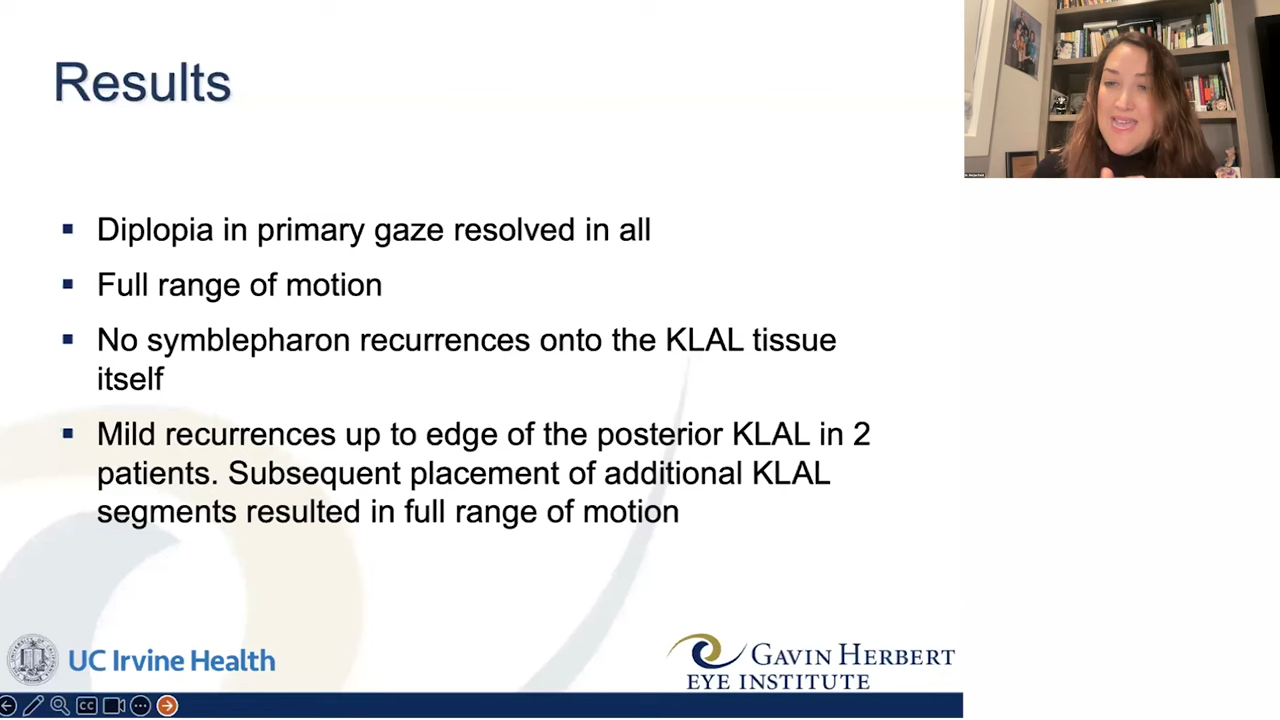 Results
Diplopia in primary gaze resolved in all
Full range of motion
No symblepharon recurrences onto the KLAL tissue
itself
Mild recurrences up to edge of the posterior KLAL in 2
patients. Subsequent placement of additional KLAL
segments resulted in full range of motion
UC Irvine Health
GAVIN HERBERT
EYE INSTITUTE
CC